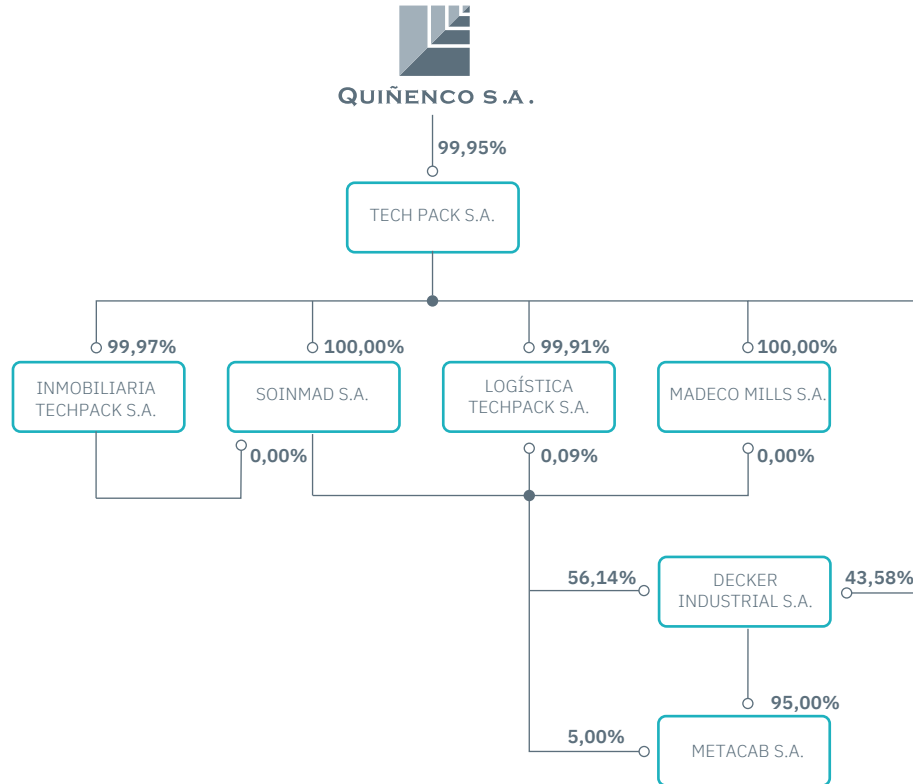 QUIÑENCO S.A.
99,95%
TECH PACK S.A.
99,97%
100,00%
99,91%
100,00%
INMOBILIARIA
TECHPACK S.A.
SOINMAD S.A.
LOGÍSTICA
TECHPACK S.A.
MADECO MILLS S.A.
0,00%
0,09%
0,00%
56,14%
DECKER
INDUSTRIAL S.A.
43,58%
95,00%
5,00%
METACAB S.A.